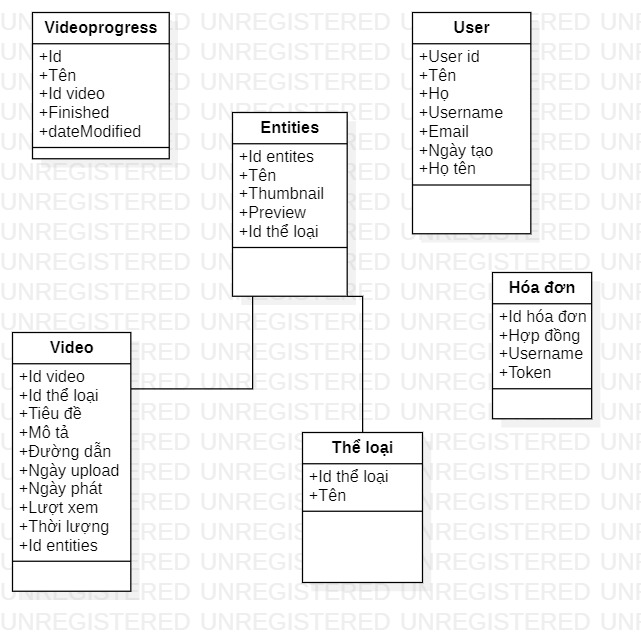 Videoprogress
+Id
+Tên
+Id video
+Finished
+dateModified
User
+User id
+Tên
+Họ
+Username
+Email
+Ngày tạo
+Họ tên
Entities
+Id entites
+Tên
+Thumbnail
+Preview
+Id thể loại
Hóa đơn
+Id hóa đơn
+Hợp đồng
+Username
+Token
Video
+Id video
+Id thể loại
+Tiêu đề
+Mô tả
+Đường dẫn
+Ngày upload
+Ngày phát
+Lượt xem
+Thời lượng
+Id entities
Thể loại
+Id thể loại
+Tên
UNREGISTERED